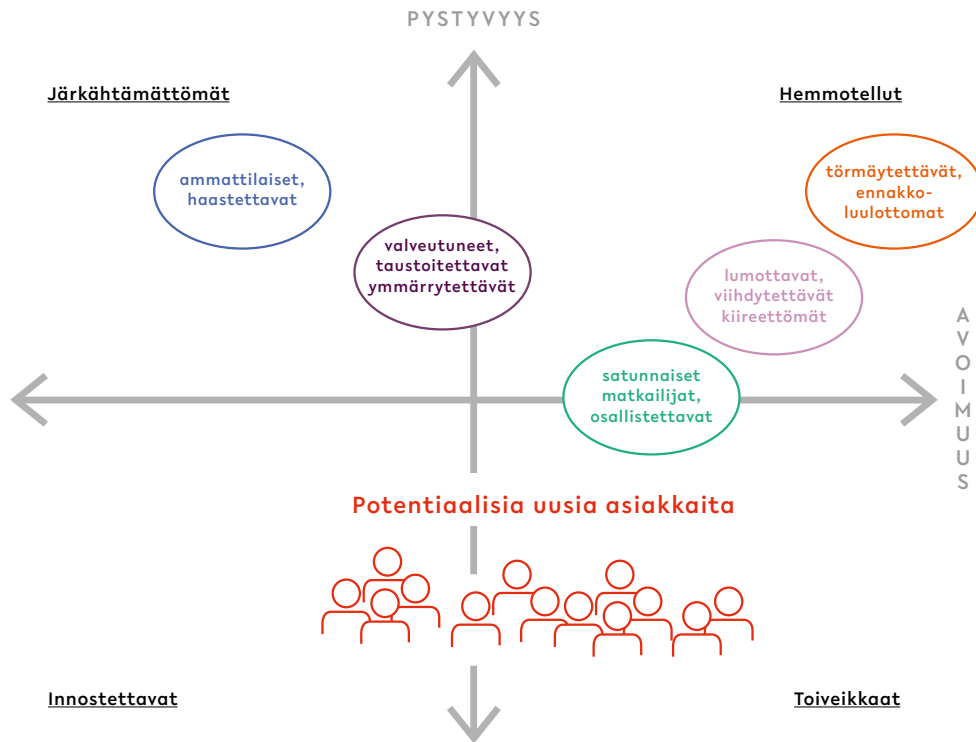 PYSTYVYYS
Järkähtämättömät
Hemmotellut
ammattilaiset,
haastettavat
törmäytettävät,
ennakko-
luulottomat
valveutuneet,
taustoitettavat
ymmärrytettävät
lumottavat,
viihdytettävät
kiireettömät
AVOIMUUS
satunnaiset
matkailijat,
osallistettavat
Potentiaalisia uusia asiakkaita
Innostettavat
Toiveikkaat